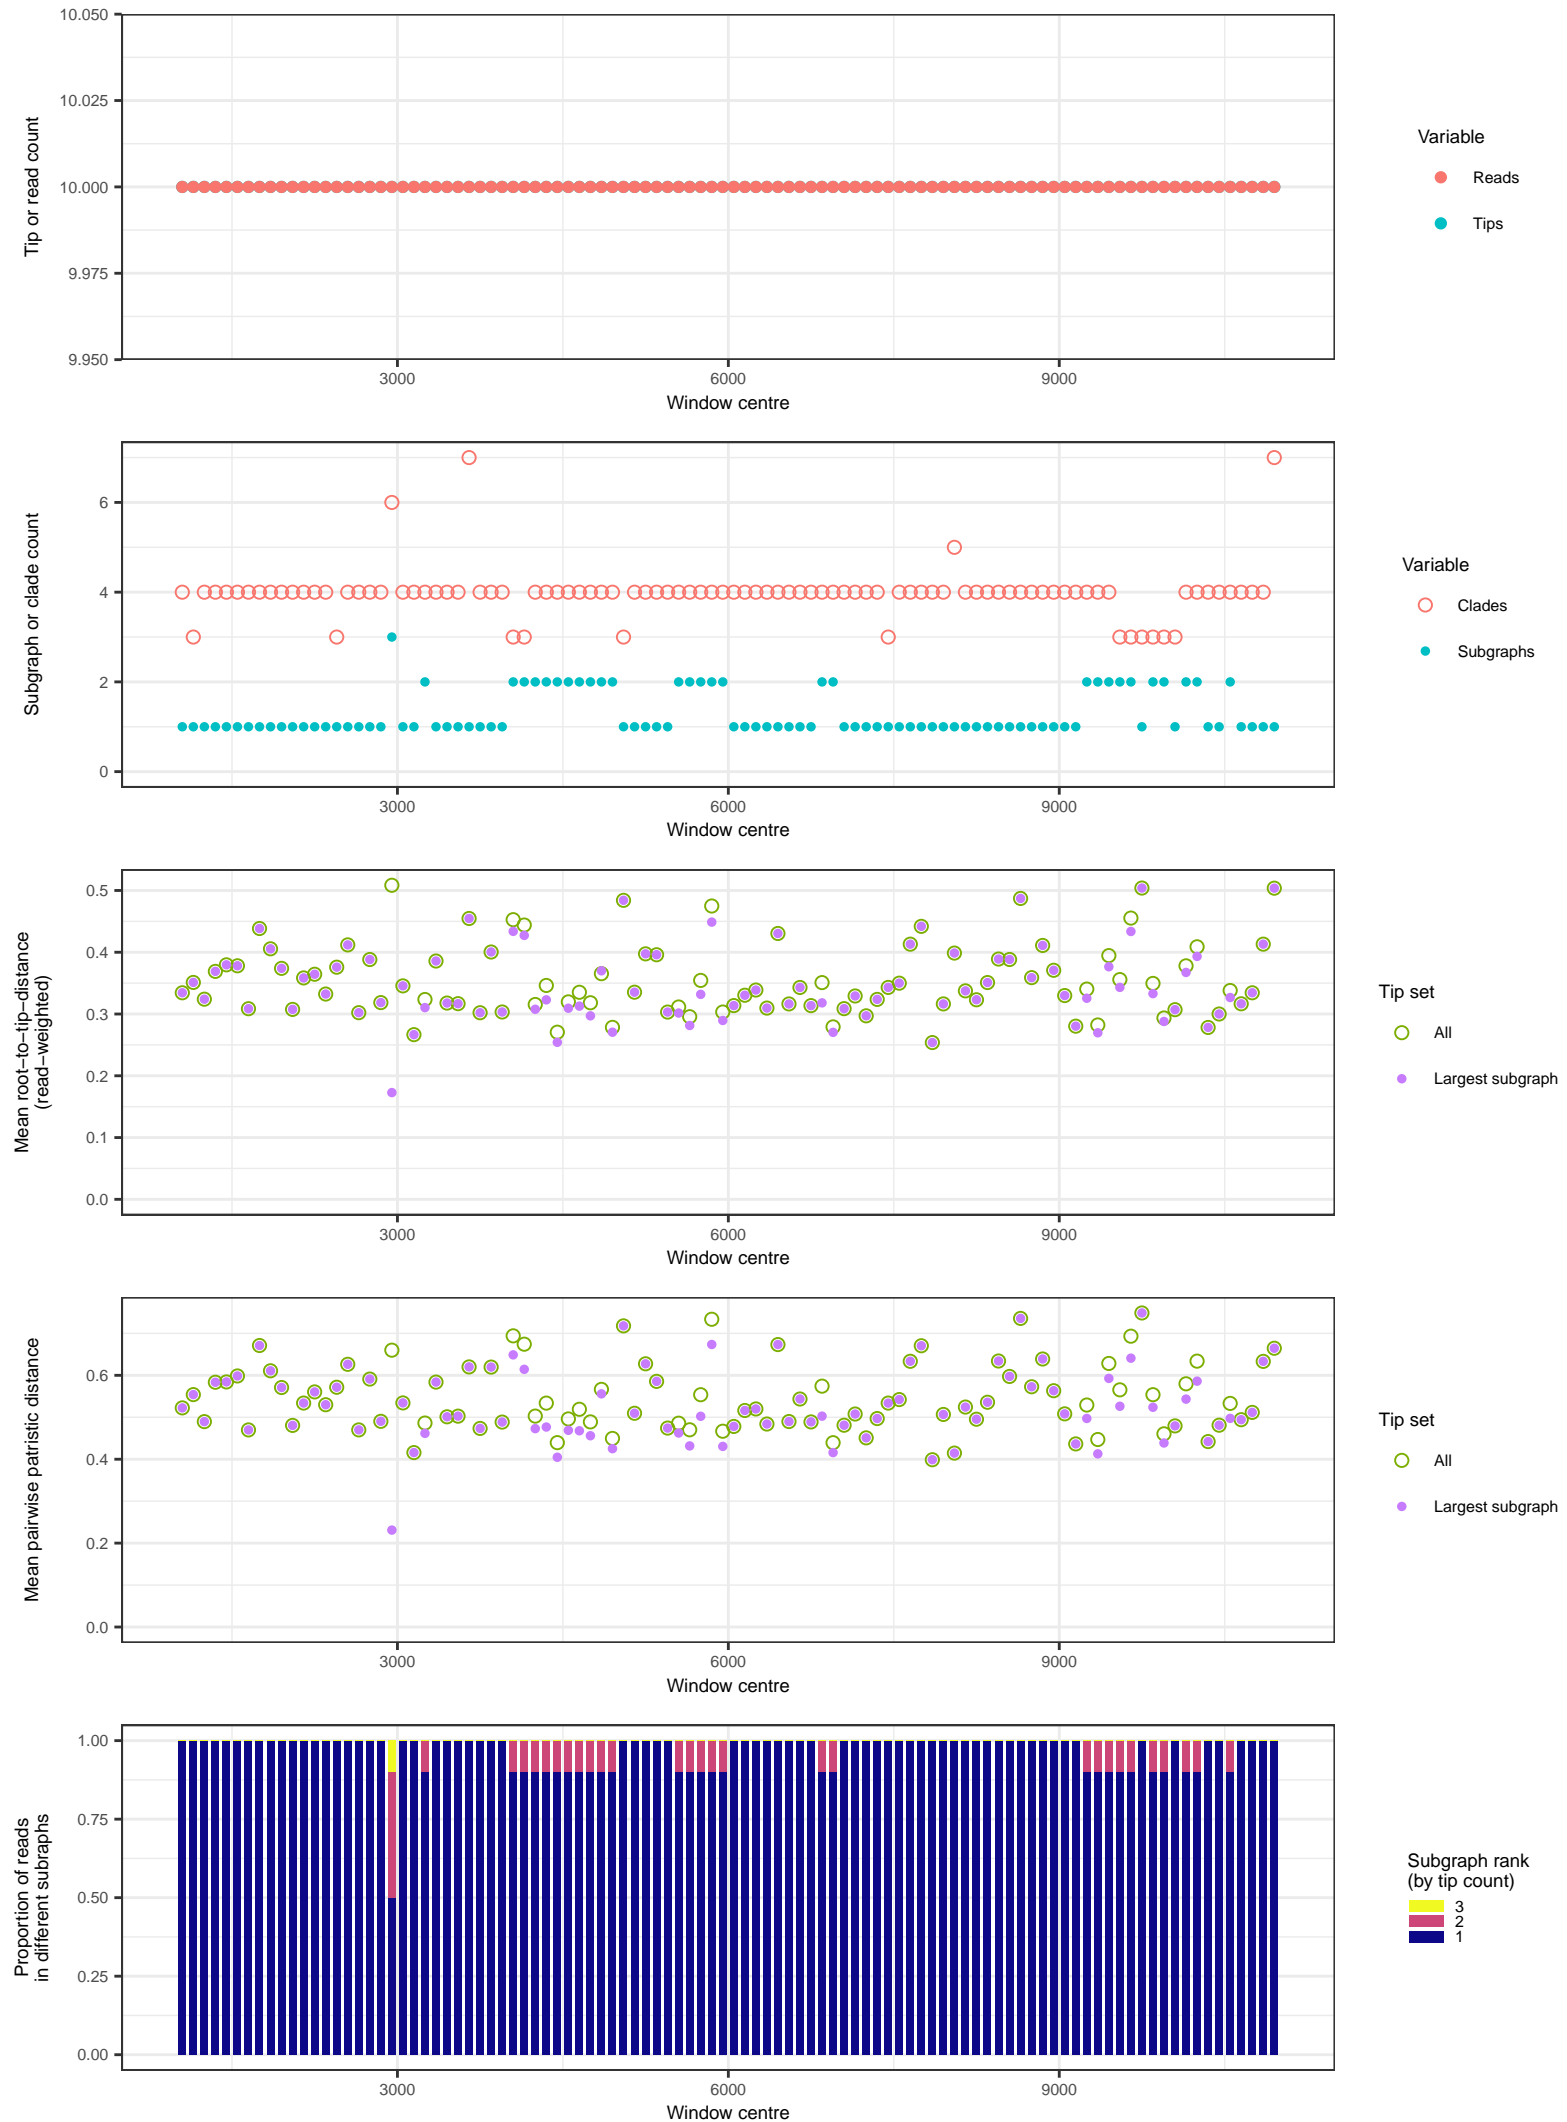 10.050
10.025
10.000
9.975
9.950
Tip or read count
3000
6000
9000
Window centre
Variable
Reads
Tips
6
4
2
0
Subgraph or clade count
3000
6000
9000
Window centre
Variable
Clades
Subgraphs
0.5
0.4
0.3
0.2
0.1
0.0
Mean root−to−tip−distance
(read−weighted)
3000
6000
9000
Window centre
Tip set
All
Largest subgraph
0.6
0.4
0.2
0.0
Mean pairwise patristic distance
3000
6000
9000
Window centre
Tip set
All
Largest subgraph
1.00
0.75
0.50
0.25
0.00
Proportion of reads
in different subraphs
3000
6000
9000
Window centre
Subgraph rank
(by tip count)
3
2
1